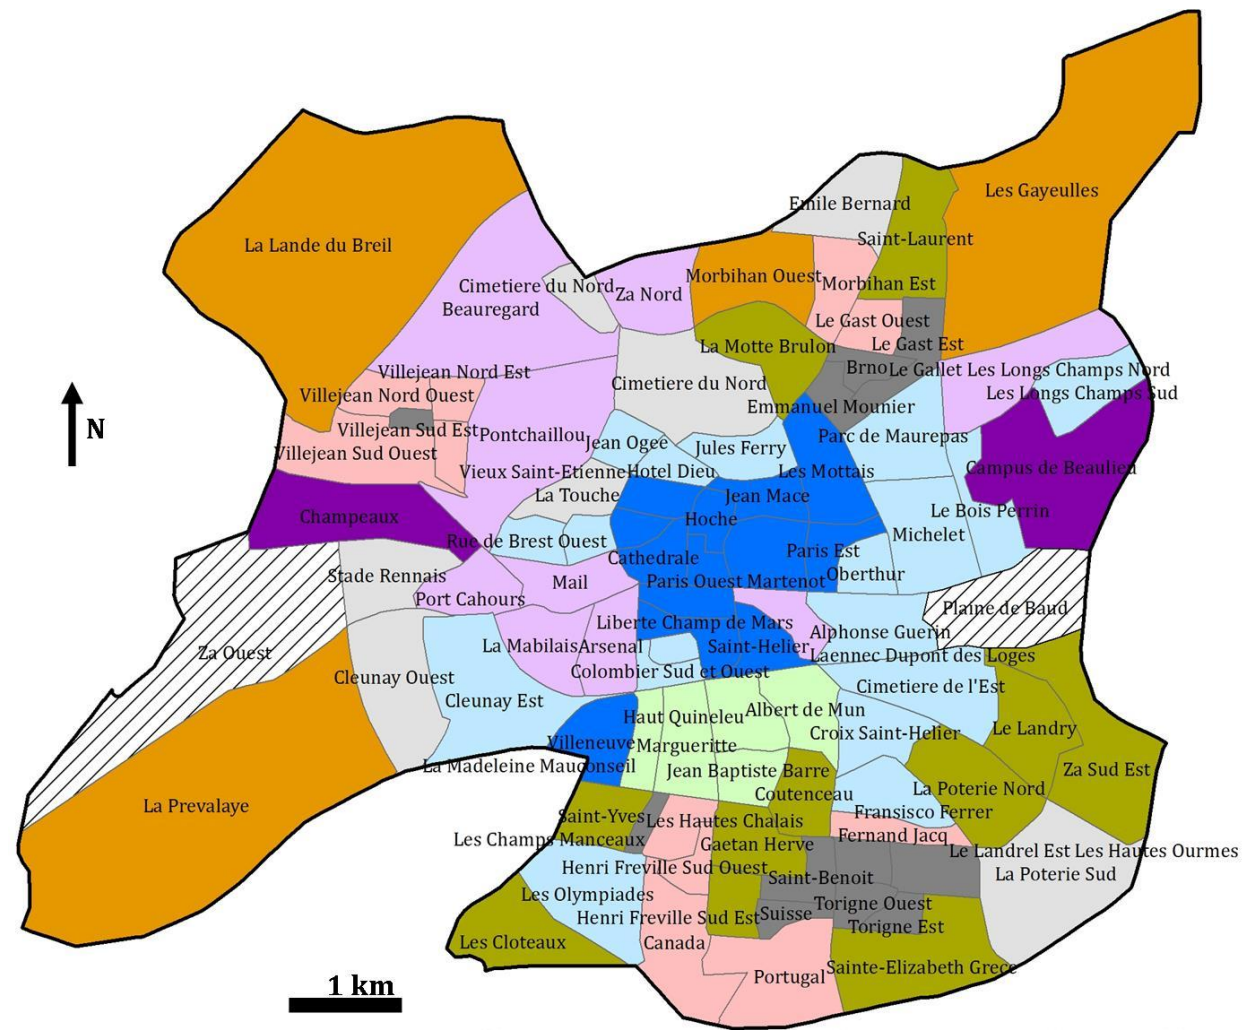 Les Gayeulles
Emile Bernard
Saint-Laurent
La Lande du Breil
Morbihan Ouest
Morbihan Est
Cimetiere du Nord
Za Nord
Beauregard
Le Gast Ouest
Le Gast Est
La Motte Brulon
Villejean Nord Est
Brno
Le Gallet Les Longs Champs Nord
Cimetiere du Nord
Villejean Nord Ouest
Les Longs Champs Sud
Emmanuel Mounier
N
Villejean Sud Est
Pontchaillou
Jean Ogee
Jules Ferry
Parc de Maurepas
Villejean Sud Ouest
Vieux Saint-Etienne
Hotel Dieu
Les Mottais
Campus de Beaulieu
La Touche
Jean Mace
Champeaux
Hoche
Le Bois Perrin
Rue de Brest Ouest
Michelet
Cathedrale
Paris Est
Stade Rennais
Mail
Paris Ouest Martenot
Oberthur
Port Cahours
Plaine de Baud
Liberte Champ de Mars
Alphonse Guerin
Za Ouest
La Mabilais
Arsenal
Saint-Helier
Laennec Dupont des Loges
Cleunay Ouest
Colombier Sud et Ouest
Cimetiere de l'Est
Cleunay Est
Haut Quineleu
Albert de Mun
Croix Saint-Helier
Le Landry
Villeneuve
Margueritte
La Madeleine Mauconseil
Jean Baptiste Barre
Za Sud Est
La Prevalaye
Coutenceau
La Poterie Nord
Saint-Yves
Les Hautes Chalais
Fransisco Ferrer
Les Champs Manceaux
Gaetan Herve
Fernand Jacq
Le Landrel Est Les Hautes Ourmes
Henri Freville Sud Ouest
Saint-Benoit
La Poterie Sud
Les Olympiades
Torigne Ouest
Henri Freville Sud Est
Suisse
Torigne Est
Les Cloteaux
Canada
Portugal
Sainte-Elizabeth Grece
1 km